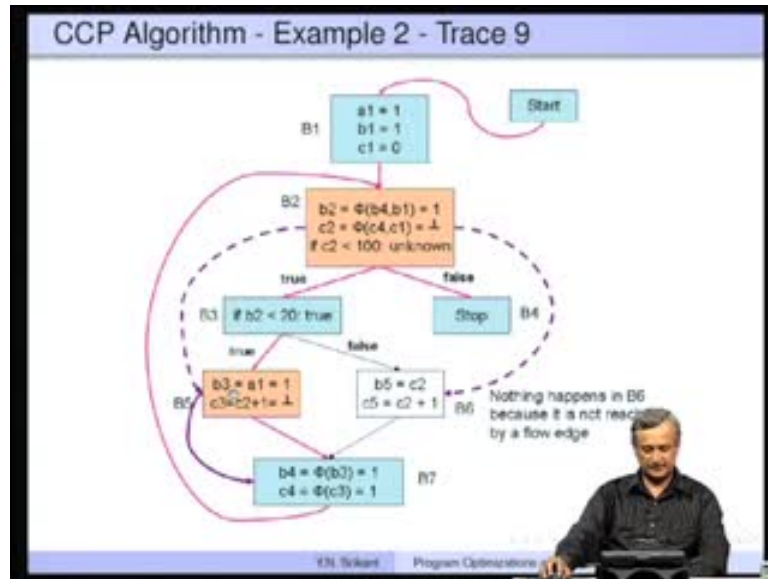 CCP Algorithm - Example 2 - Trace 9
Start
B1
a1 = 1
b1 = 1
c1 = 0
B2
b2 = Φ(b4,b1) = 1
c2 = Φ(c4,c1) = ⊥
if c2 < 100: unknown
true
false
B3
if b2 < 20: true
Stop
B4
true
false
B5
b3 = a1 = 1
c3=c2+1= ⊥
b5 = c2
c5 = c2 + 1
B6
Nothing happens in B6
because it is not
by a flow edge
b4 = Φ(b3) = 1
c4 = Φ(c3) = 1
B7
Y.N. Srikant
Program Optimizations